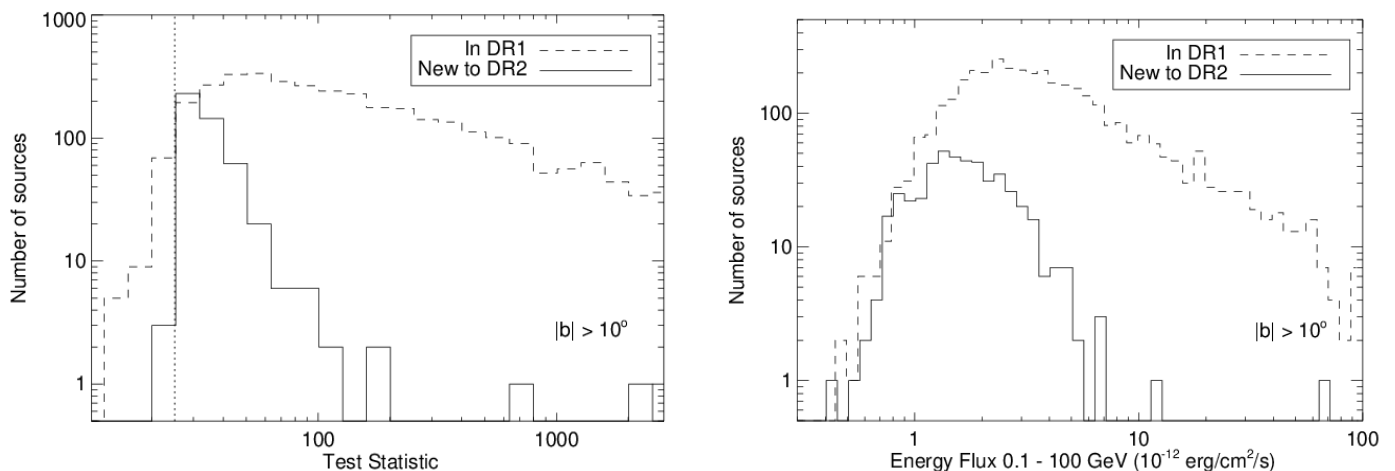 1000
100
10
1
Number of sources
In DR1
New to DR2
|b| > 10⁰
100
1000
Test Statistic
100
10
1
Number of sources
In DR1
New to DR2
|b| > 10⁰
1
10
100
Energy Flux 0.1 - 100 GeV (10⁻¹² erg/cm²/s)